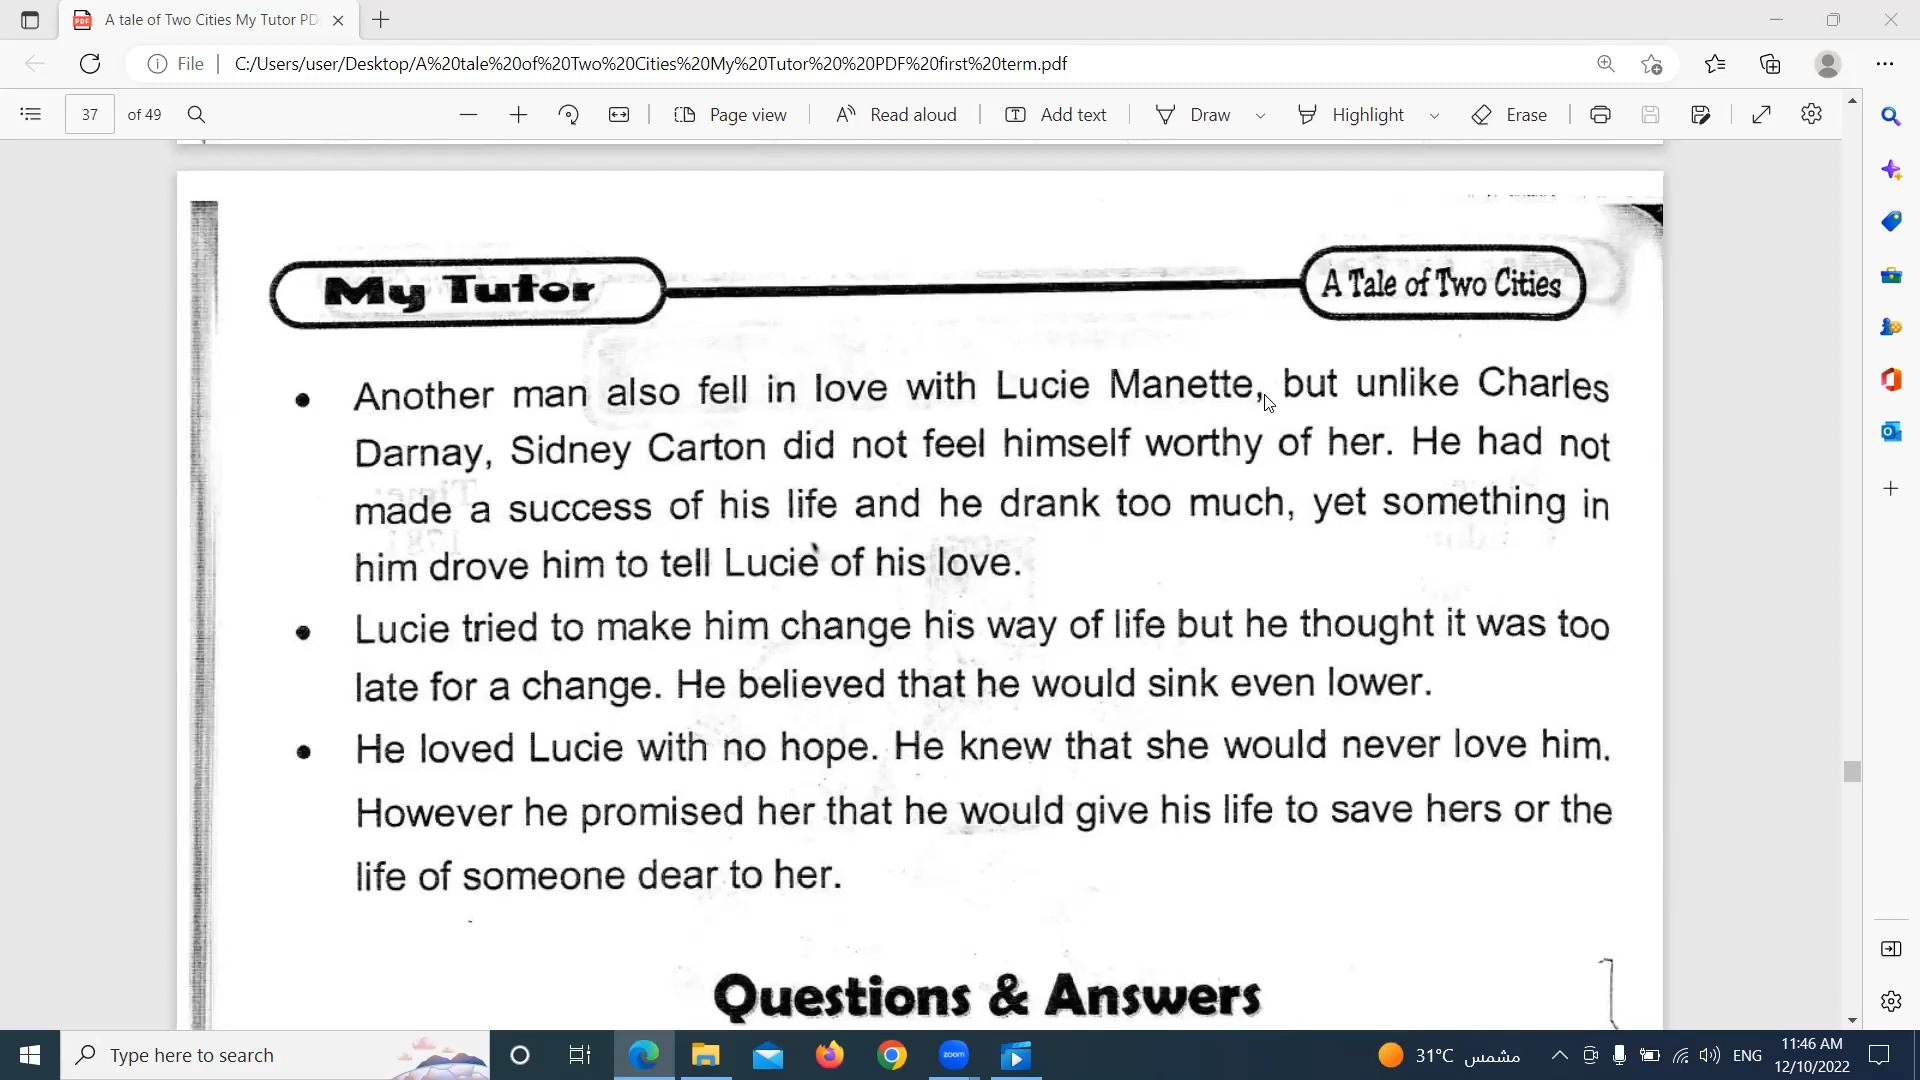 A tale of Two Cities My Tutor PD
File C:/Users/user/Desktop/A%20tale%20of%20Two%20Cities%20My%20Tutor%20%20PDF%20first%20term.pdf
37 of 49 Page view Read aloud Add text Draw Highlight Erase
My Tutor A Tale of Two Cities
• Another man also fell in love with Lucie Manette, but unlike Charles
Darnay, Sidney Carton did not feel himself worthy of her. He had not
made a success of his life and he drank too much, yet something in
him drove him to tell Lucie of his love.
• Lucie tried to make him change his way of life but he thought it was too
late for a change. He believed that he would sink even lower.
• He loved Lucie with no hope. He knew that she would never love him.
However he promised her that he would give his life to save hers or the
life of someone dear to her.
Questions & Answers
Type here to search zoom 31°C مشمس ENG 11:46 AM
12/10/2022